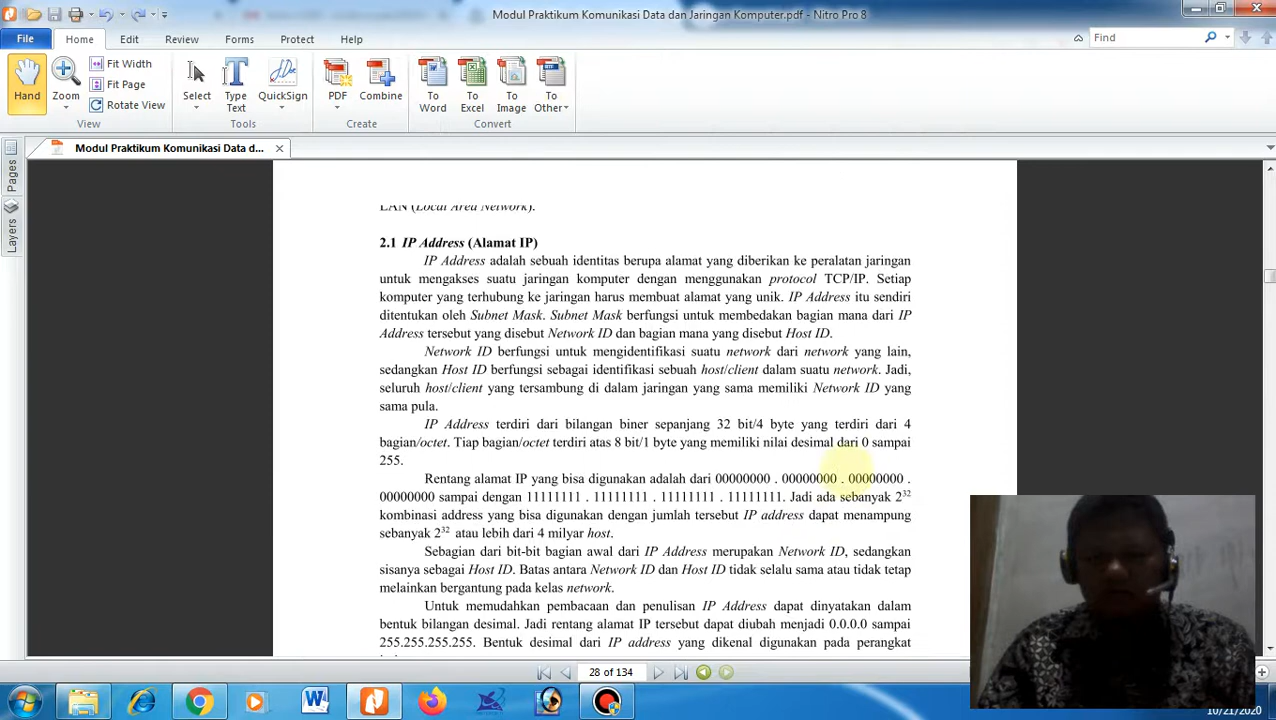 Modul Praktikum Komunikasi Data dan Jaringan Komputer.pdf - Nitro Pro 8
File Home Edit Review Forms Protect Help Find
Hand Zoom Fit Width Fit Page Rotate View Select Type Text QuickSign PDF Combine To Word To Excel To Image To Other
View Tools Create Convert
Modul Praktikum Komunikasi Data d...
Pages
Layers
LAN (Local Area Network).
2.1 IP Address (Alamat IP)
IP Address adalah sebuah identitas berupa alamat yang diberikan ke peralatan jaringan
untuk mengakses suatu jaringan komputer dengan menggunakan protocol TCP/IP. Setiap
komputer yang terhubung ke jaringan harus membuat alamat yang unik. IP Address itu sendiri
ditentukan oleh Subnet Mask. Subnet Mask berfungsi untuk membedakan bagian mana dari IP
Address tersebut yang disebut Network ID dan bagian mana yang disebut Host ID.
Network ID berfungsi untuk mengidentifikasi suatu network dari network yang lain,
sedangkan Host ID berfungsi sebagai identifikasi sebuah host/client dalam suatu network. Jadi,
seluruh host/client yang tersambung di dalam jaringan yang sama memiliki Network ID yang
sama pula.
IP Address terdiri dari bilangan biner sepanjang 32 bit/4 byte yang terdiri dari 4
bagian/octet. Tiap bagian/octet terdiri atas 8 bit/1 byte yang memiliki nilai desimal dari 0 sampai
255.
Rentang alamat IP yang bisa digunakan adalah dari 00000000 . 00000000 . 00000000 .
00000000 sampai dengan 11111111 . 11111111 . 11111111 . 11111111. Jadi ada sebanyak 2³²
kombinasi address yang bisa digunakan dengan jumlah tersebut IP address dapat menampung
sebanyak 2³² atau lebih dari 4 milyar host.
Sebagian dari bit-bit bagian awal dari IP Address merupakan Network ID, sedangkan
sisanya sebagai Host ID. Batas antara Network ID dan Host ID tidak selalu sama atau tidak tetap
melainkan bergantung pada kelas network.
Untuk memudahkan pembacaan dan penulisan IP Address dapat dinyatakan dalam
bentuk bilangan desimal. Jadi rentang alamat IP tersebut dapat diubah menjadi 0.0.0.0 sampai
255.255.255.255. Bentuk desimal dari IP address yang dikenal digunakan pada perangkat
28 of 134
10/21/2020